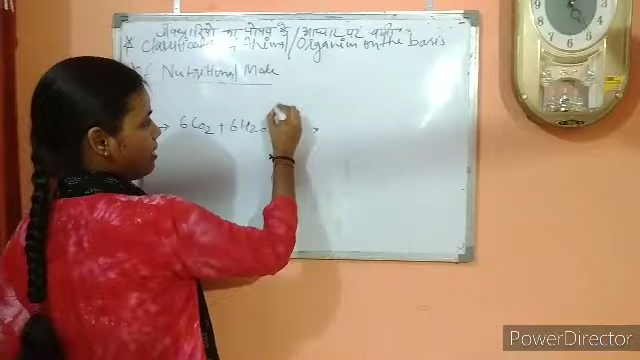 जीवधारियों का पोषण के आधार पर वर्गी
* Classification of Animal/Organism on the basis
of Nutritional Mode
→ 6CO2 + 6H2O
PowerDirector